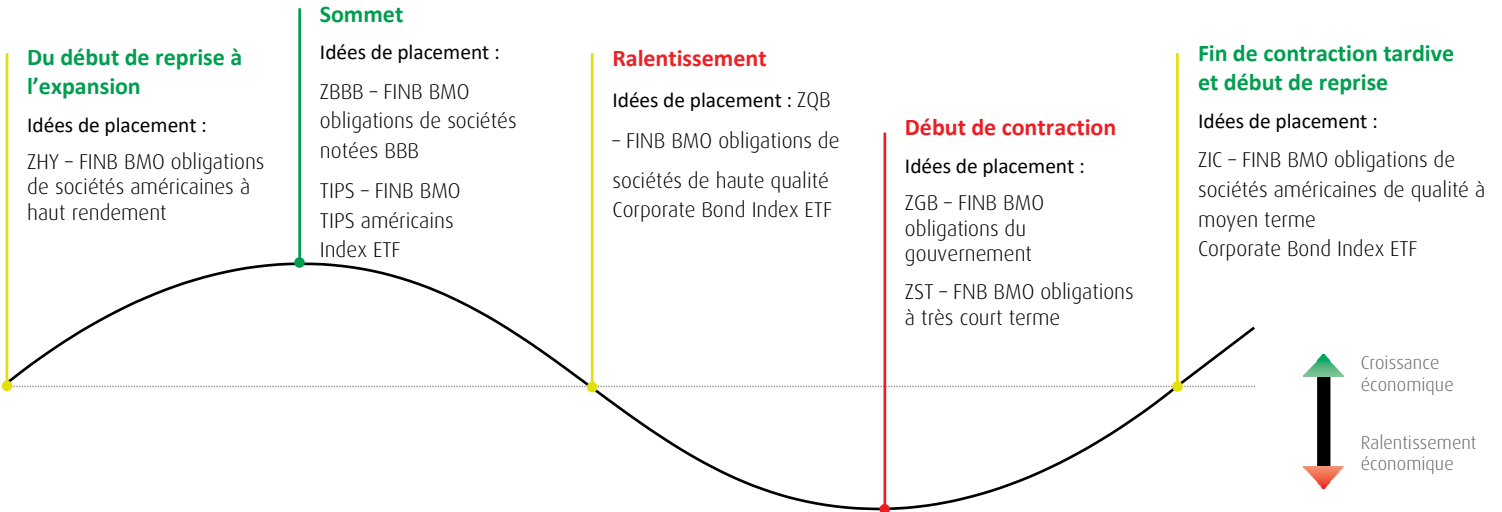 Du début de reprise à
l’expansion
Idées de placement :
ZHY – FINB BMO obligations
de sociétés américaines à
haut rendement
Sommet
Idées de placement :
ZBBB – FINB BMO
obligations de sociétés
notées BBB
TIPS – FINB BMO
TIPS américains
Index ETF
Ralentissement
Idées de placement : ZQB
– FINB BMO obligations de
sociétés de haute qualité
Corporate Bond Index ETF
Début de contraction
Idées de placement :
ZGB – FINB BMO
obligations du
gouvernement
ZST – FNB BMO obligations
à très court terme
Fin de contraction tardive
et début de reprise
Idées de placement :
ZIC – FINB BMO obligations de
sociétés américaines de qualité à
moyen terme
Corporate Bond Index ETF
Croissance
économique
Ralentissement
économique